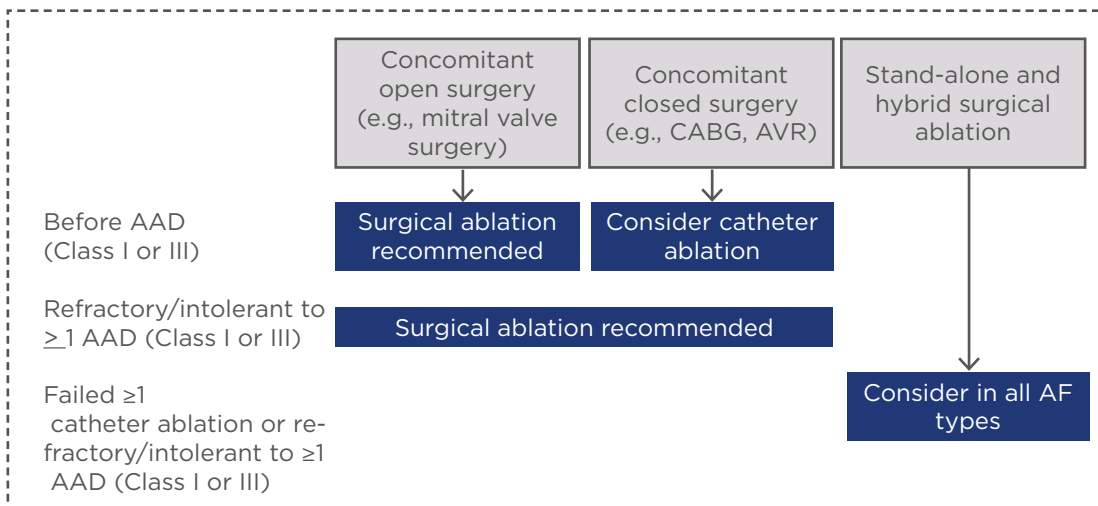 Concomitant
open surgery
(e.g., mitral valve
surgery)
Concomitant
closed surgery
(e.g., CABG, AVR)
Stand-alone and
hybrid surgical
ablation
Before AAD
(Class I or III)
Surgical ablation
recommended
Consider catheter
ablation
Refractory/intolerant to
> 1 AAD (Class I or III)
Surgical ablation recommended
Failed ≥1
catheter ablation or re-
fractory/intolerant to ≥1
AAD (Class I or III)
Consider in all AF
types